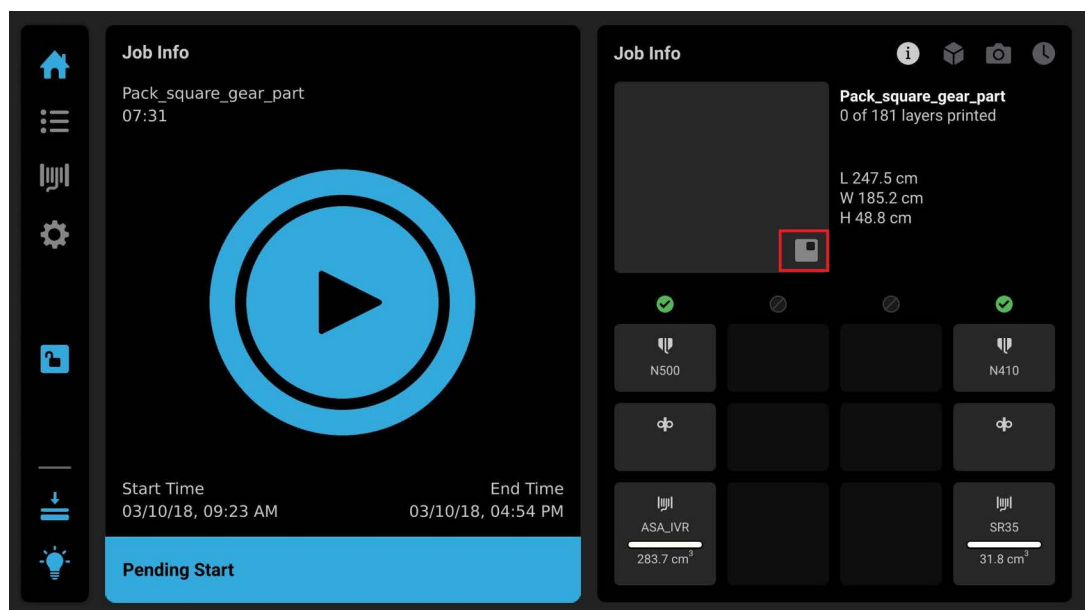 Job Info
Pack_square_gear_part
07:31
Start Time
03/10/18, 09:23 AM
End Time
03/10/18, 04:54 PM
Pending Start
Job Info
Pack_square_gear_part
0 of 181 layers printed
L 247.5 cm
W 185.2 cm
H 48.8 cm
N500
N410
ASA_IVR
283.7 cm³
SR35
31.8 cm³